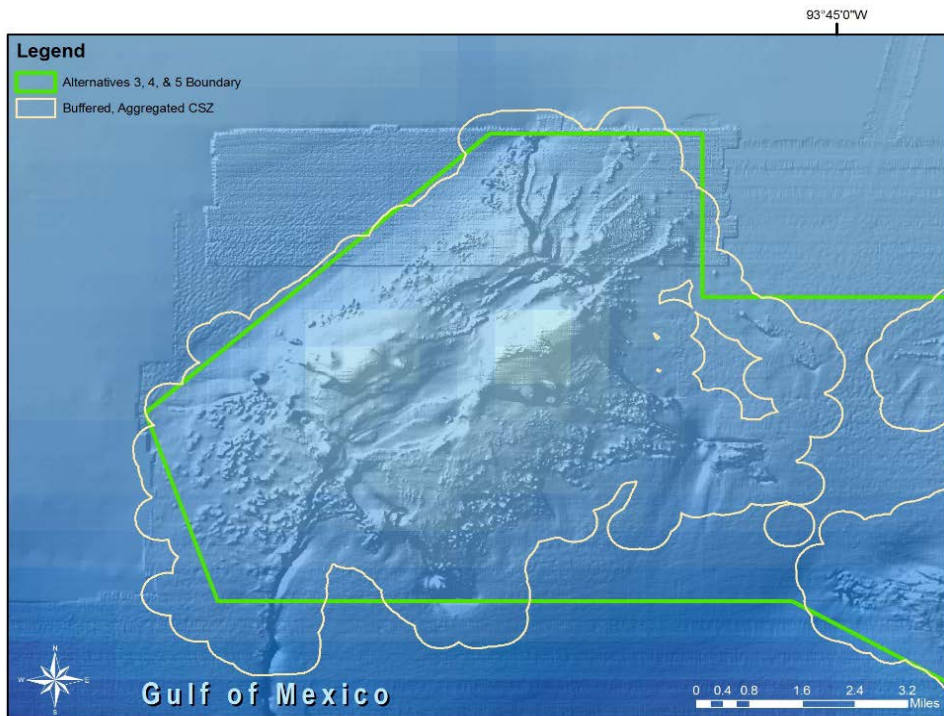 93°45'0"W
Legend
Alternatives 3, 4, & 5 Boundary
Buffered, Aggregated CSZ
N
W E
S
Gulf of Mexico
0 0.4 0.8 1.6 2.4 3.2
Miles